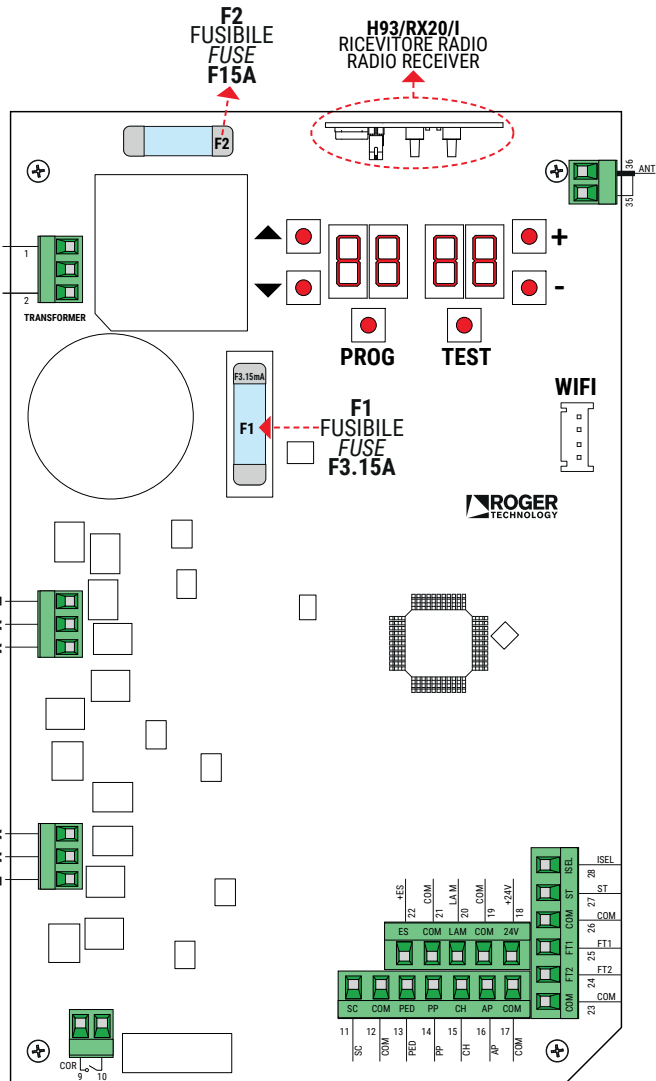 F2
FUSIBILE
FUSE
F15A
H93/RX20/I
RICEVITORE RADIO
RADIO RECEIVER
F2
36
ANT
35
1
2
TRANSFORMER
+
-
PROG
TEST
F3.15mA
F1
F1
FUSIBILE
FUSE
F3.15A
WIFI
ROGER
TECHNOLOGY
+ES
22
COM
21
LAM
20
COM
19
+24V
18
ES COM LAM COM 24V
SC COM PED PP CH AP COM
11
SC
12
COM
13
PED
14
PP
15
CH
16
AP
17
COM
ISEL
28
ISEL
ST
27
ST
COM
26
COM
FT1
25
FT1
FT2
24
FT2
COM
23
COM
COR
9 10